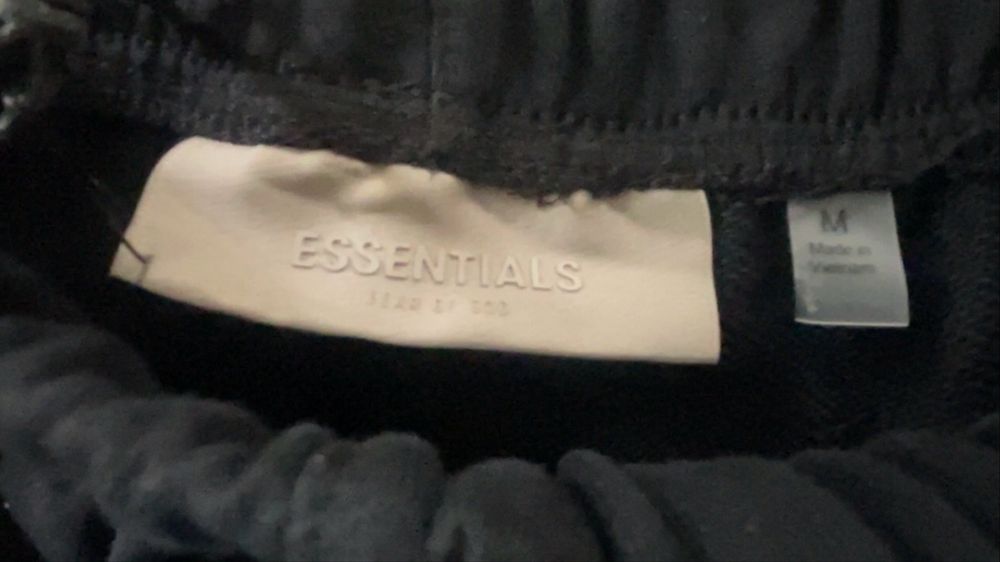 ESSENTIALS
FEAR OF GOD
M
Made in
Vietnam